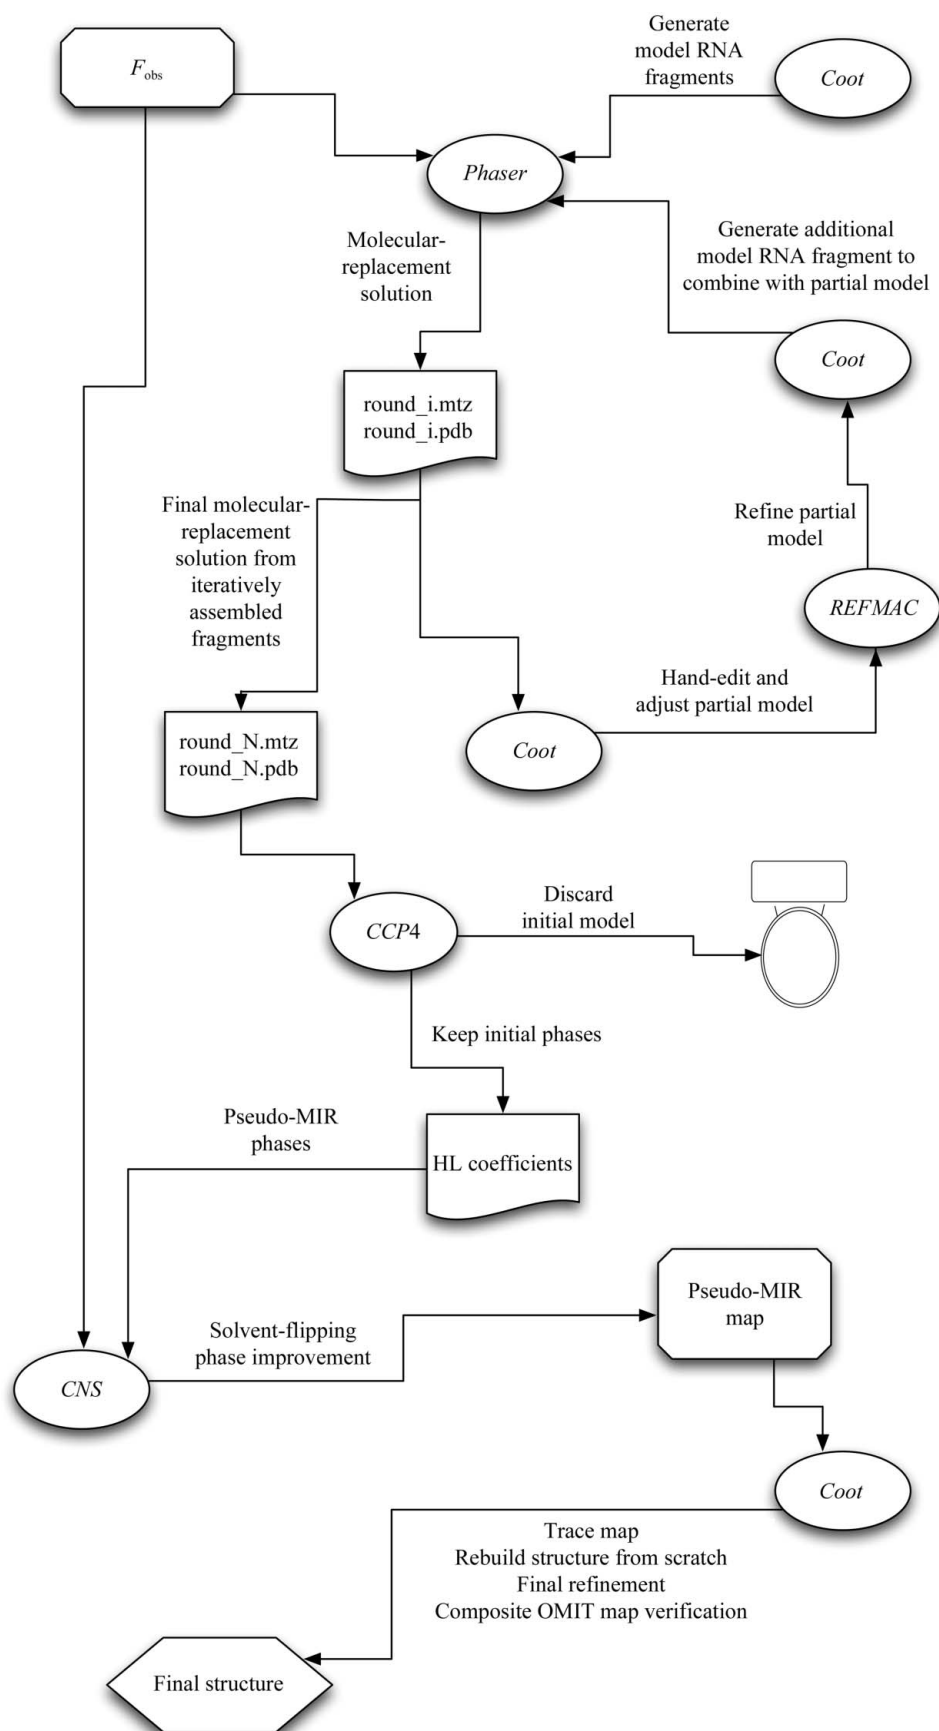 Fobs
Generate
model RNA
fragments
Coot
Phaser
Molecular-
replacement
solution
Generate additional
model RNA fragment to
combine with partial model
Coot
round_i.mtz
round_i.pdb
Final molecular-
replacement
solution from
iteratively
assembled
fragments
Refine partial
model
REFMAC
Hand-edit and
adjust partial model
round_N.mtz
round_N.pdb
Coot
CCP4
Discard
initial model
Keep initial phases
Pseudo-MIR
phases
HL coefficients
Pseudo-MIR
map
Solvent-flipping
phase improvement
CNS
Coot
Trace map
Rebuild structure from scratch
Final refinement
Composite OMIT map verification
Final structure